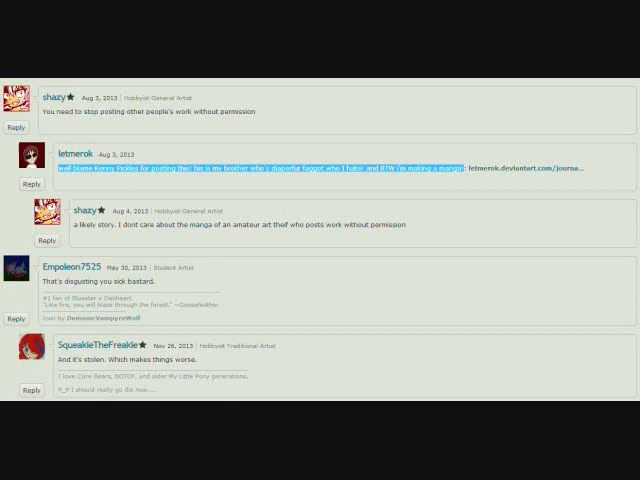 shazy★ Aug 3, 2013 | Hobbyist General Artist
You need to stop posting other people's work without permission
Reply
letmerok Aug 3, 2013
well blame Kenny Pickles for posting this! his is my brother who's diaperfur faggot who I hate! and BTW i'm making a manga!: letmerok.deviantart.com/journa...
Reply
shazy★ Aug 4, 2013 | Hobbyist General Artist
a likely story. I dont care about the manga of an amateur art theif who posts work without permission
Reply
Empoleon7525 May 30, 2013 | Student Artist
That's disgusting you sick bastard.
#1 fan of Bluestar x Oakheart.
"Like fire, you will blaze through the forest." ~Goosefeather
Icon by DemonicVampyreWolf
Reply
SqueakieTheFreakie★ Nov 26, 2013 | Hobbyist Traditional Artist
And it's stolen. Which makes things worse.
I love Care Bears, BOTDF, and older My Little Pony generations.
I should really go die now.....
Reply